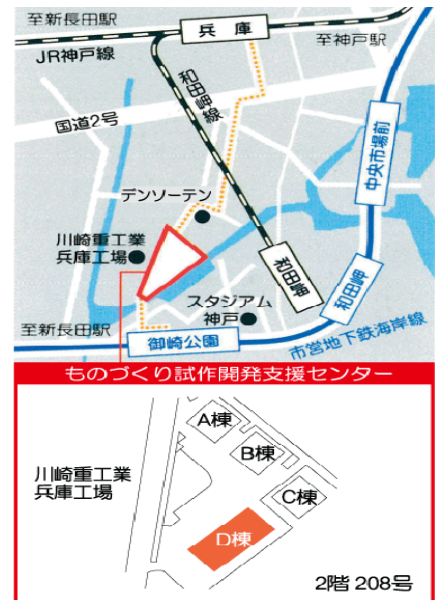 至新長田駅
兵庫
至神戸駅
JR神戸線
和田岬線
国道2号
中央市場前
デンソーテン
川崎重工業
兵庫工場
和田岬
和田岬
スタジアム
神戸
至新長田駅
御崎公園
市営地下鉄海岸線
ものづくり試作開発支援センター
A棟
B棟
川崎重工業
兵庫工場
C棟
D棟
2階 208号